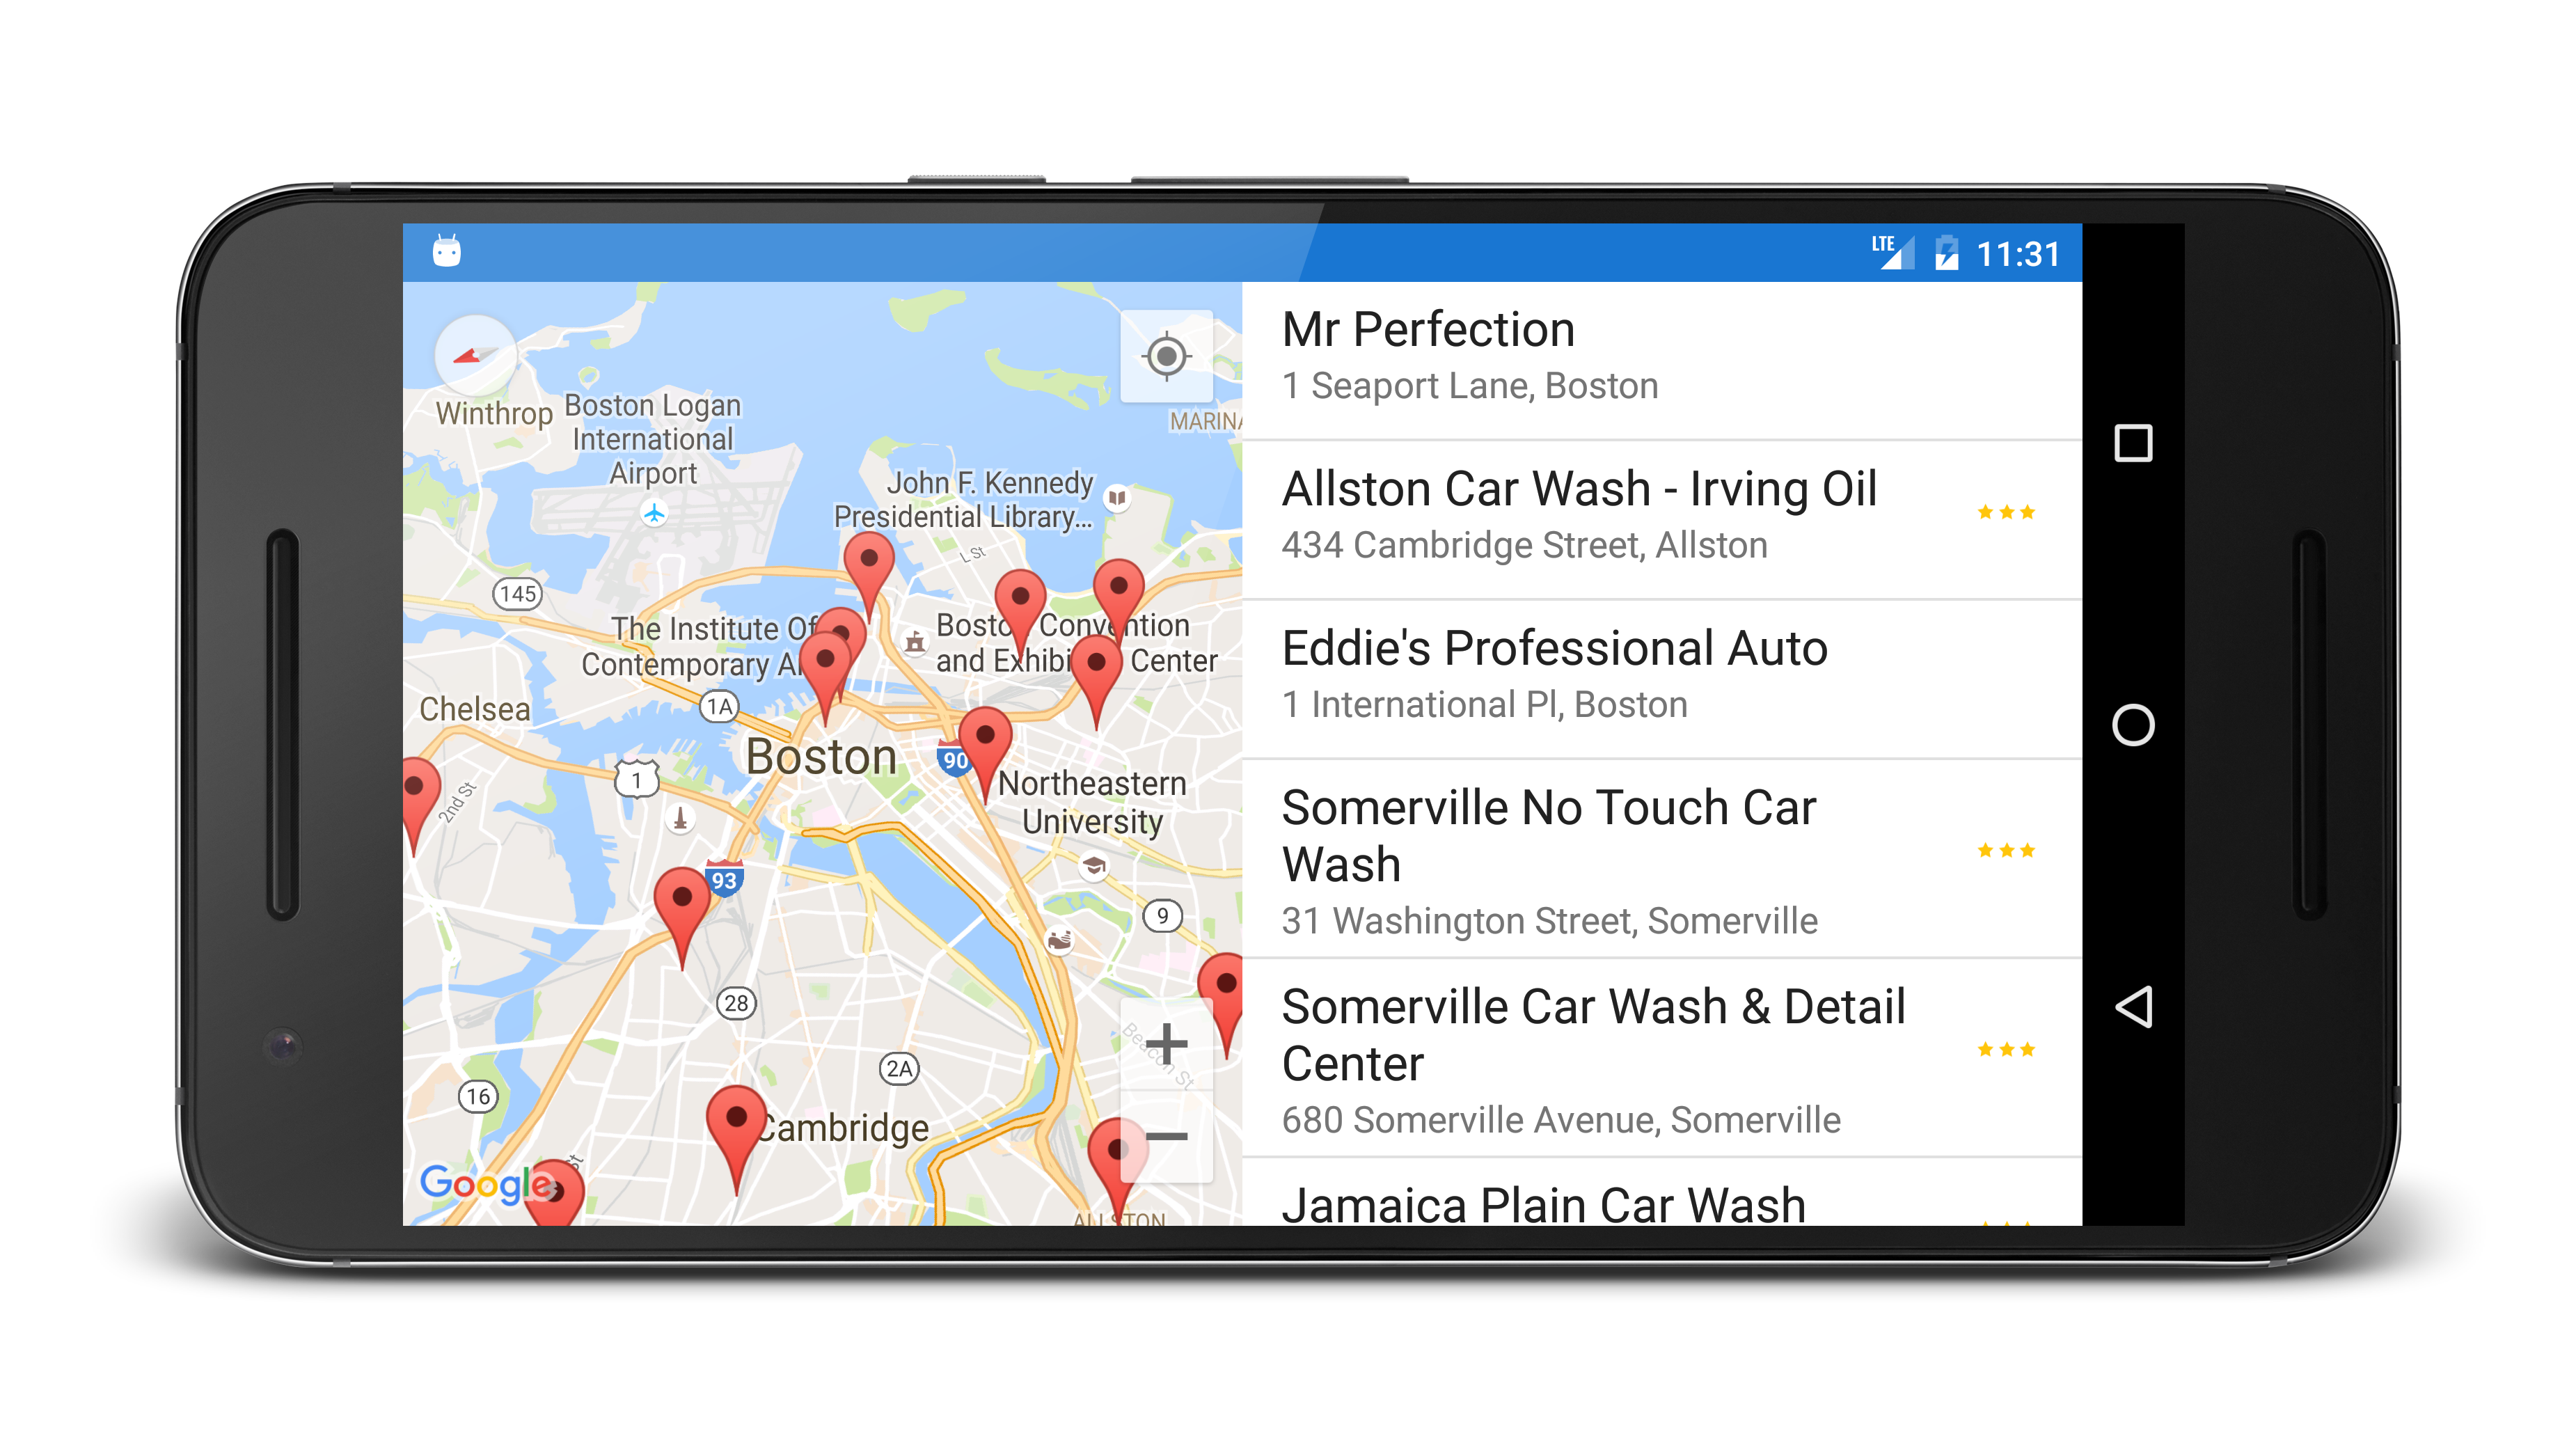 LTE 11:31
Winthrop
Boston Logan
International
Airport
MARINA
John F. Kennedy
Presidential Library...
L St
145
The Institute Of
Contemporary A
Boston Convention
and Exhibi Center
1A
Chelsea
Boston
90
1
2nd St
Northeastern
University
93
9
28
Beacon St
2A
16
Cambridge
St
Google
ALLSTON
Mr Perfection
1 Seaport Lane, Boston
Allston Car Wash - Irving Oil
434 Cambridge Street, Allston
Eddie's Professional Auto
1 International Pl, Boston
Somerville No Touch Car
Wash
31 Washington Street, Somerville
Somerville Car Wash & Detail
Center
680 Somerville Avenue, Somerville
Jamaica Plain Car Wash